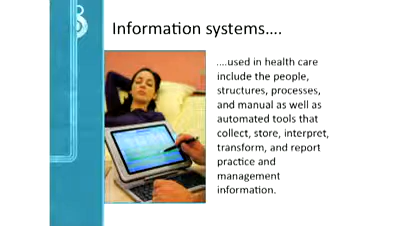 Information systems....
....used in health care
include the people,
structures, processes,
and manual as well as
automated tools that
collect, store, interpret,
transform, and report
practice and
management
information.